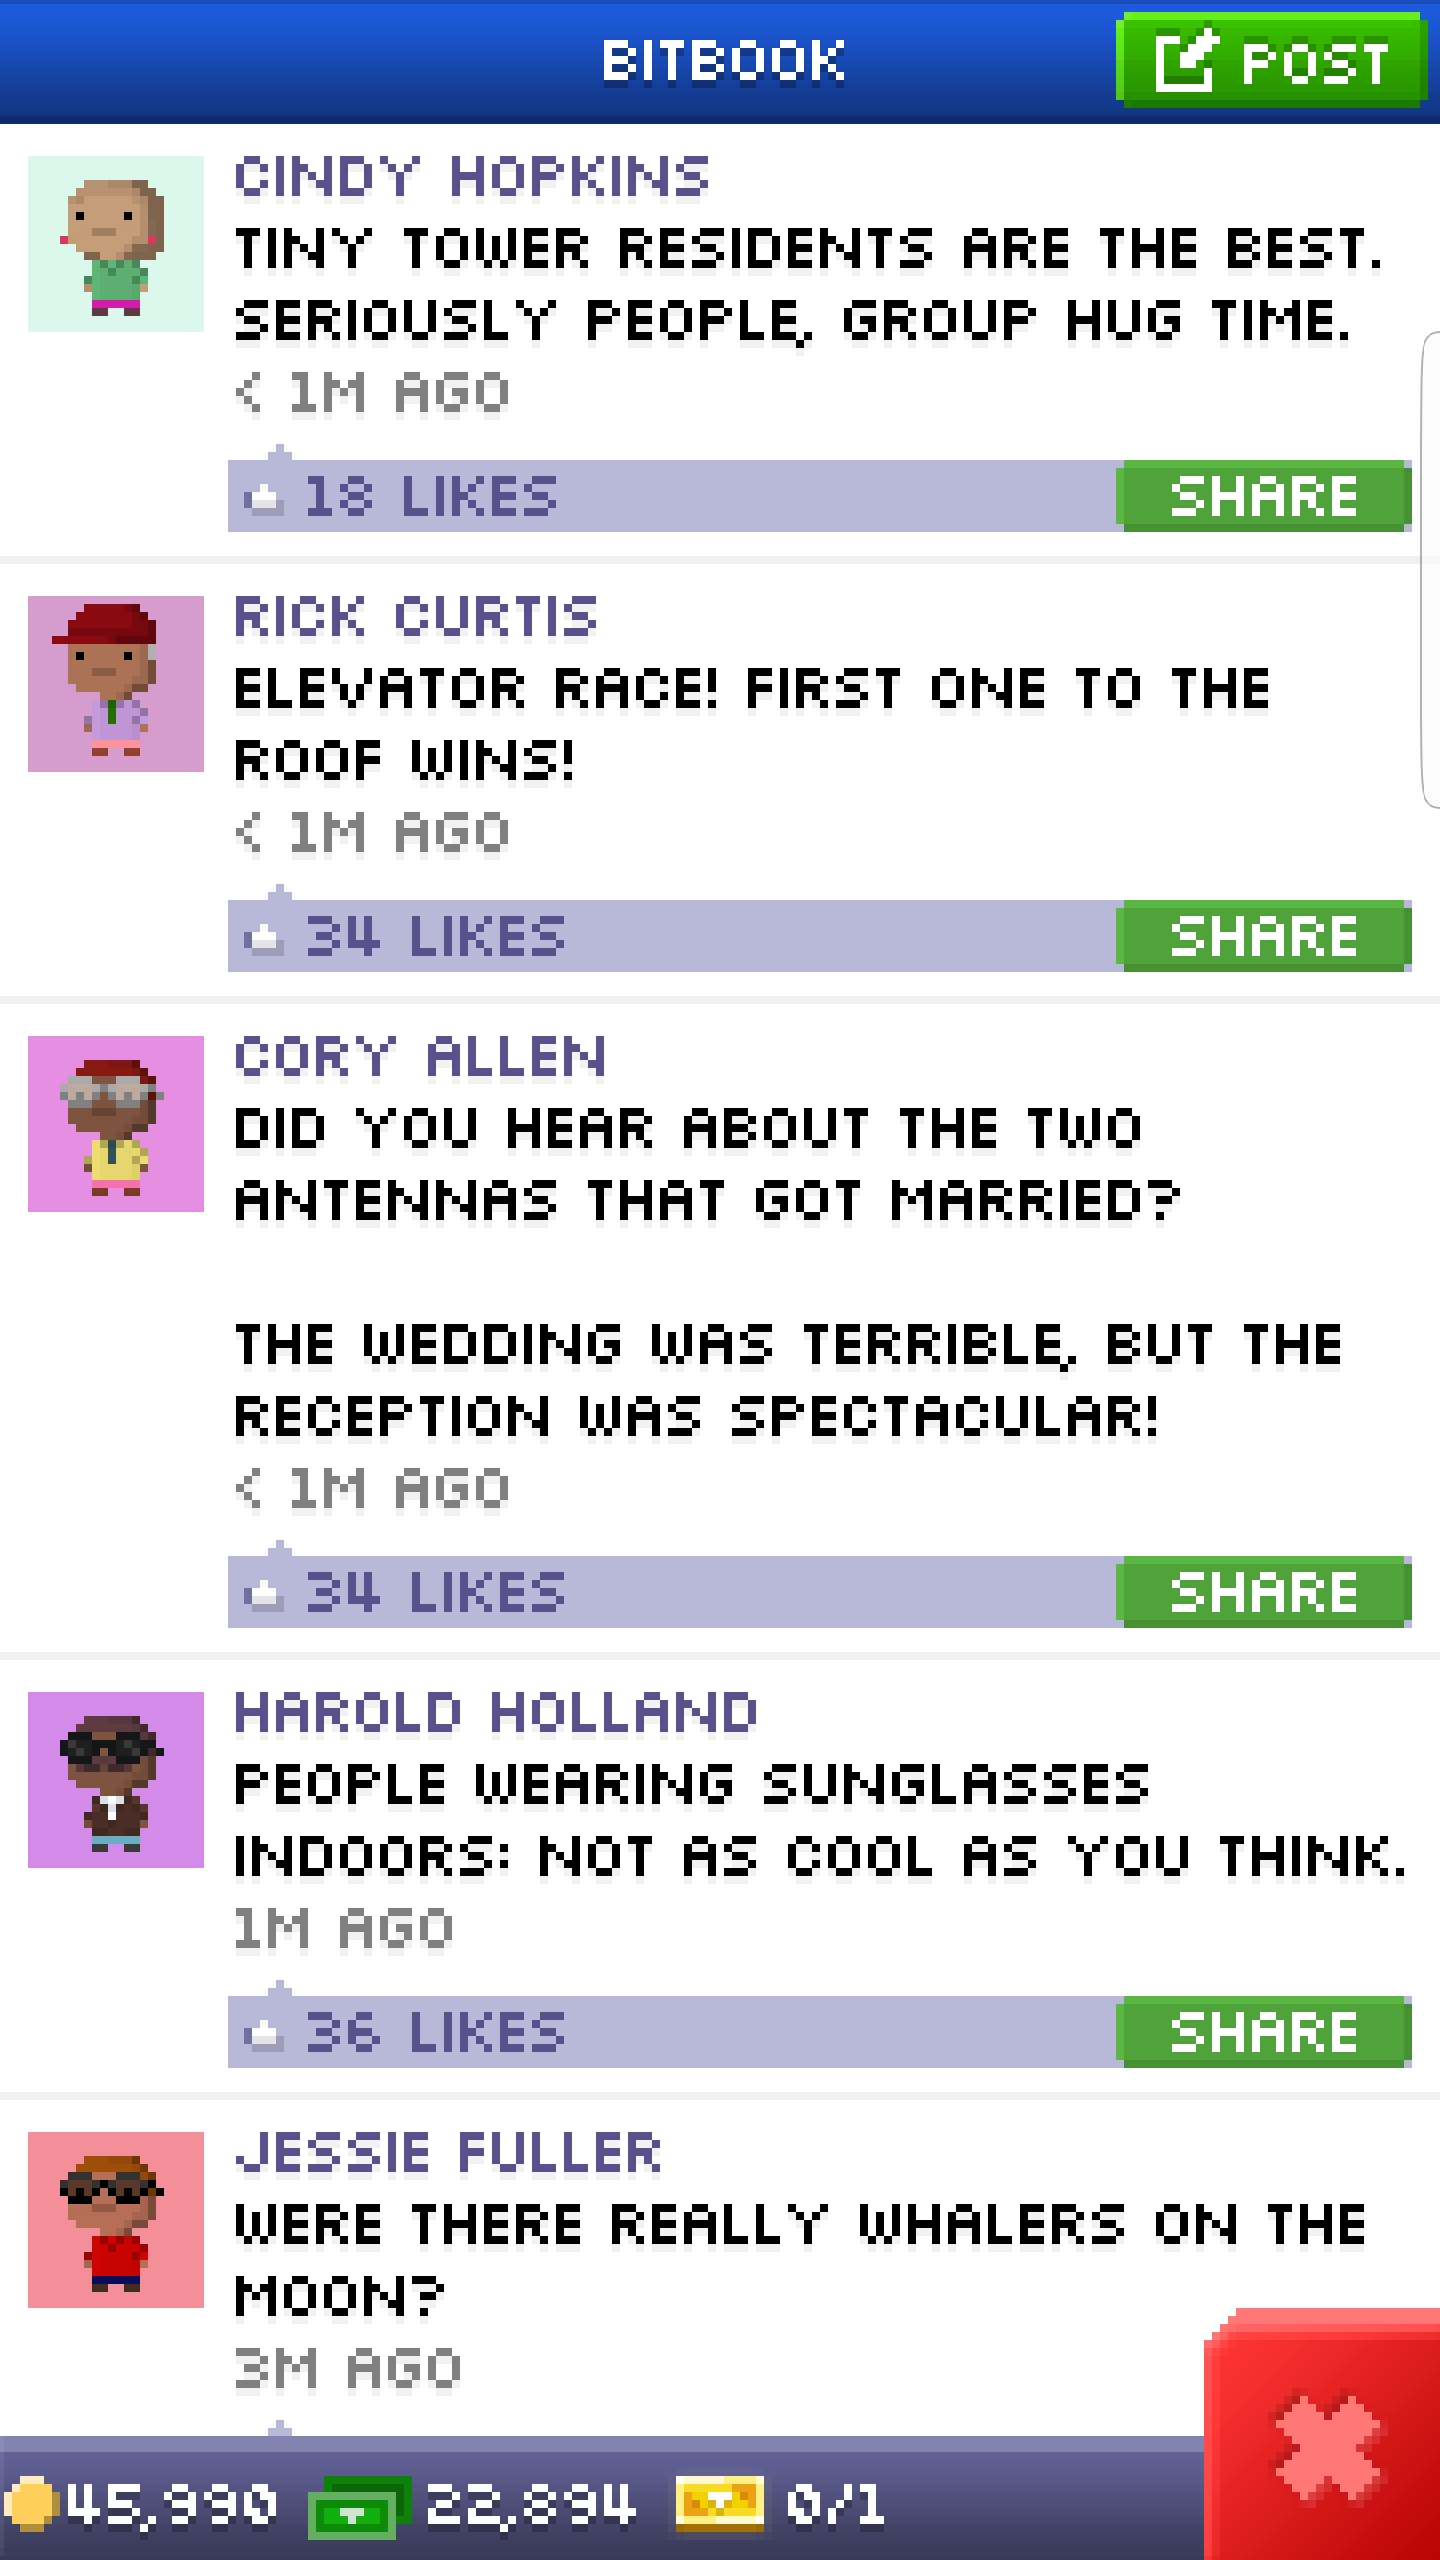 BITBOOK
POST
CINDY HOPKINS
TINY TOWER RESIDENTS ARE THE BEST.
SERIOUSLY PEOPLE, GROUP HUG TIME.
< 1M AGO
18 LIKES
SHARE
RICK CURTIS
ELEVATOR RACE! FIRST ONE TO THE
ROOF WINS!
< 1M AGO
34 LIKES
SHARE
CORY ALLEN
DID YOU HEAR ABOUT THE TWO
ANTENNAS THAT GOT MARRIED?
THE WEDDING WAS TERRIBLE, BUT THE
RECEPTION WAS SPECTACULAR!
< 1M AGO
34 LIKES
SHARE
HAROLD HOLLAND
PEOPLE WEARING SUNGLASSES
INDOORS: NOT AS COOL AS YOU THINK.
1M AGO
36 LIKES
SHARE
JESSIE FULLER
WERE THERE REALLY WHALERS ON THE
MOON?
3M AGO
45,990 22,894 0/1